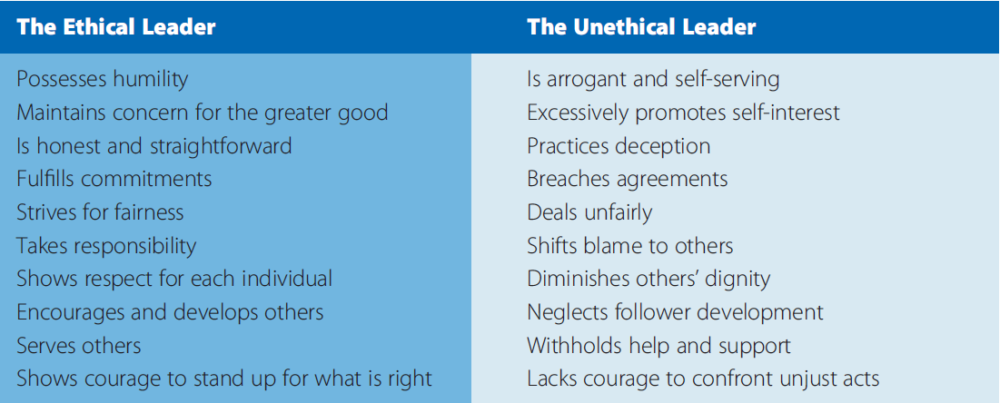 The Ethical Leader The Unethical Leader
Possesses humility Is arrogant and self-serving
Maintains concern for the greater good Excessively promotes self-interest
Is honest and straightforward Practices deception
Fulfills commitments Breaches agreements
Strives for fairness Deals unfairly
Takes responsibility Shifts blame to others
Shows respect for each individual Diminishes others’ dignity
Encourages and develops others Neglects follower development
Serves others Withholds help and support
Shows courage to stand up for what is right Lacks courage to confront unjust acts